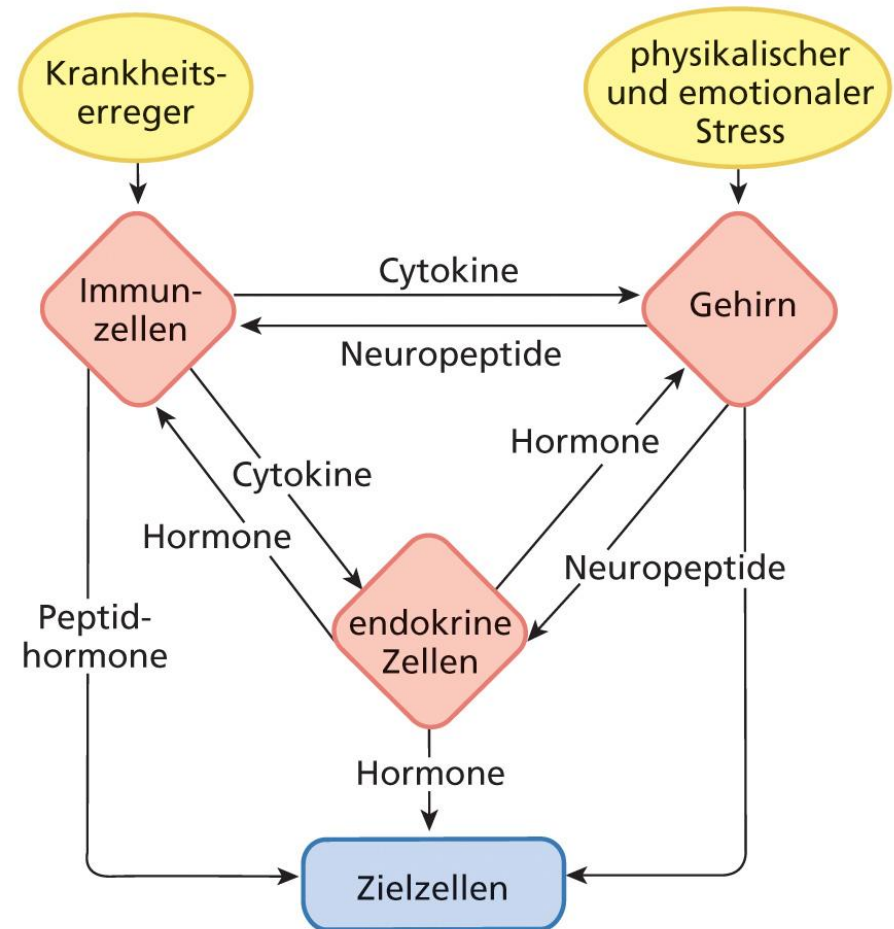 Krankheits-
erreger
physikalischer
und emotionaler
Stress
Immun-
zellen
Cytokine
Neuropeptide
Gehirn
Cytokine
Hormone
Hormone
Neuropeptide
Peptid-
hormone
endokrine
Zellen
Hormone
Zielzellen